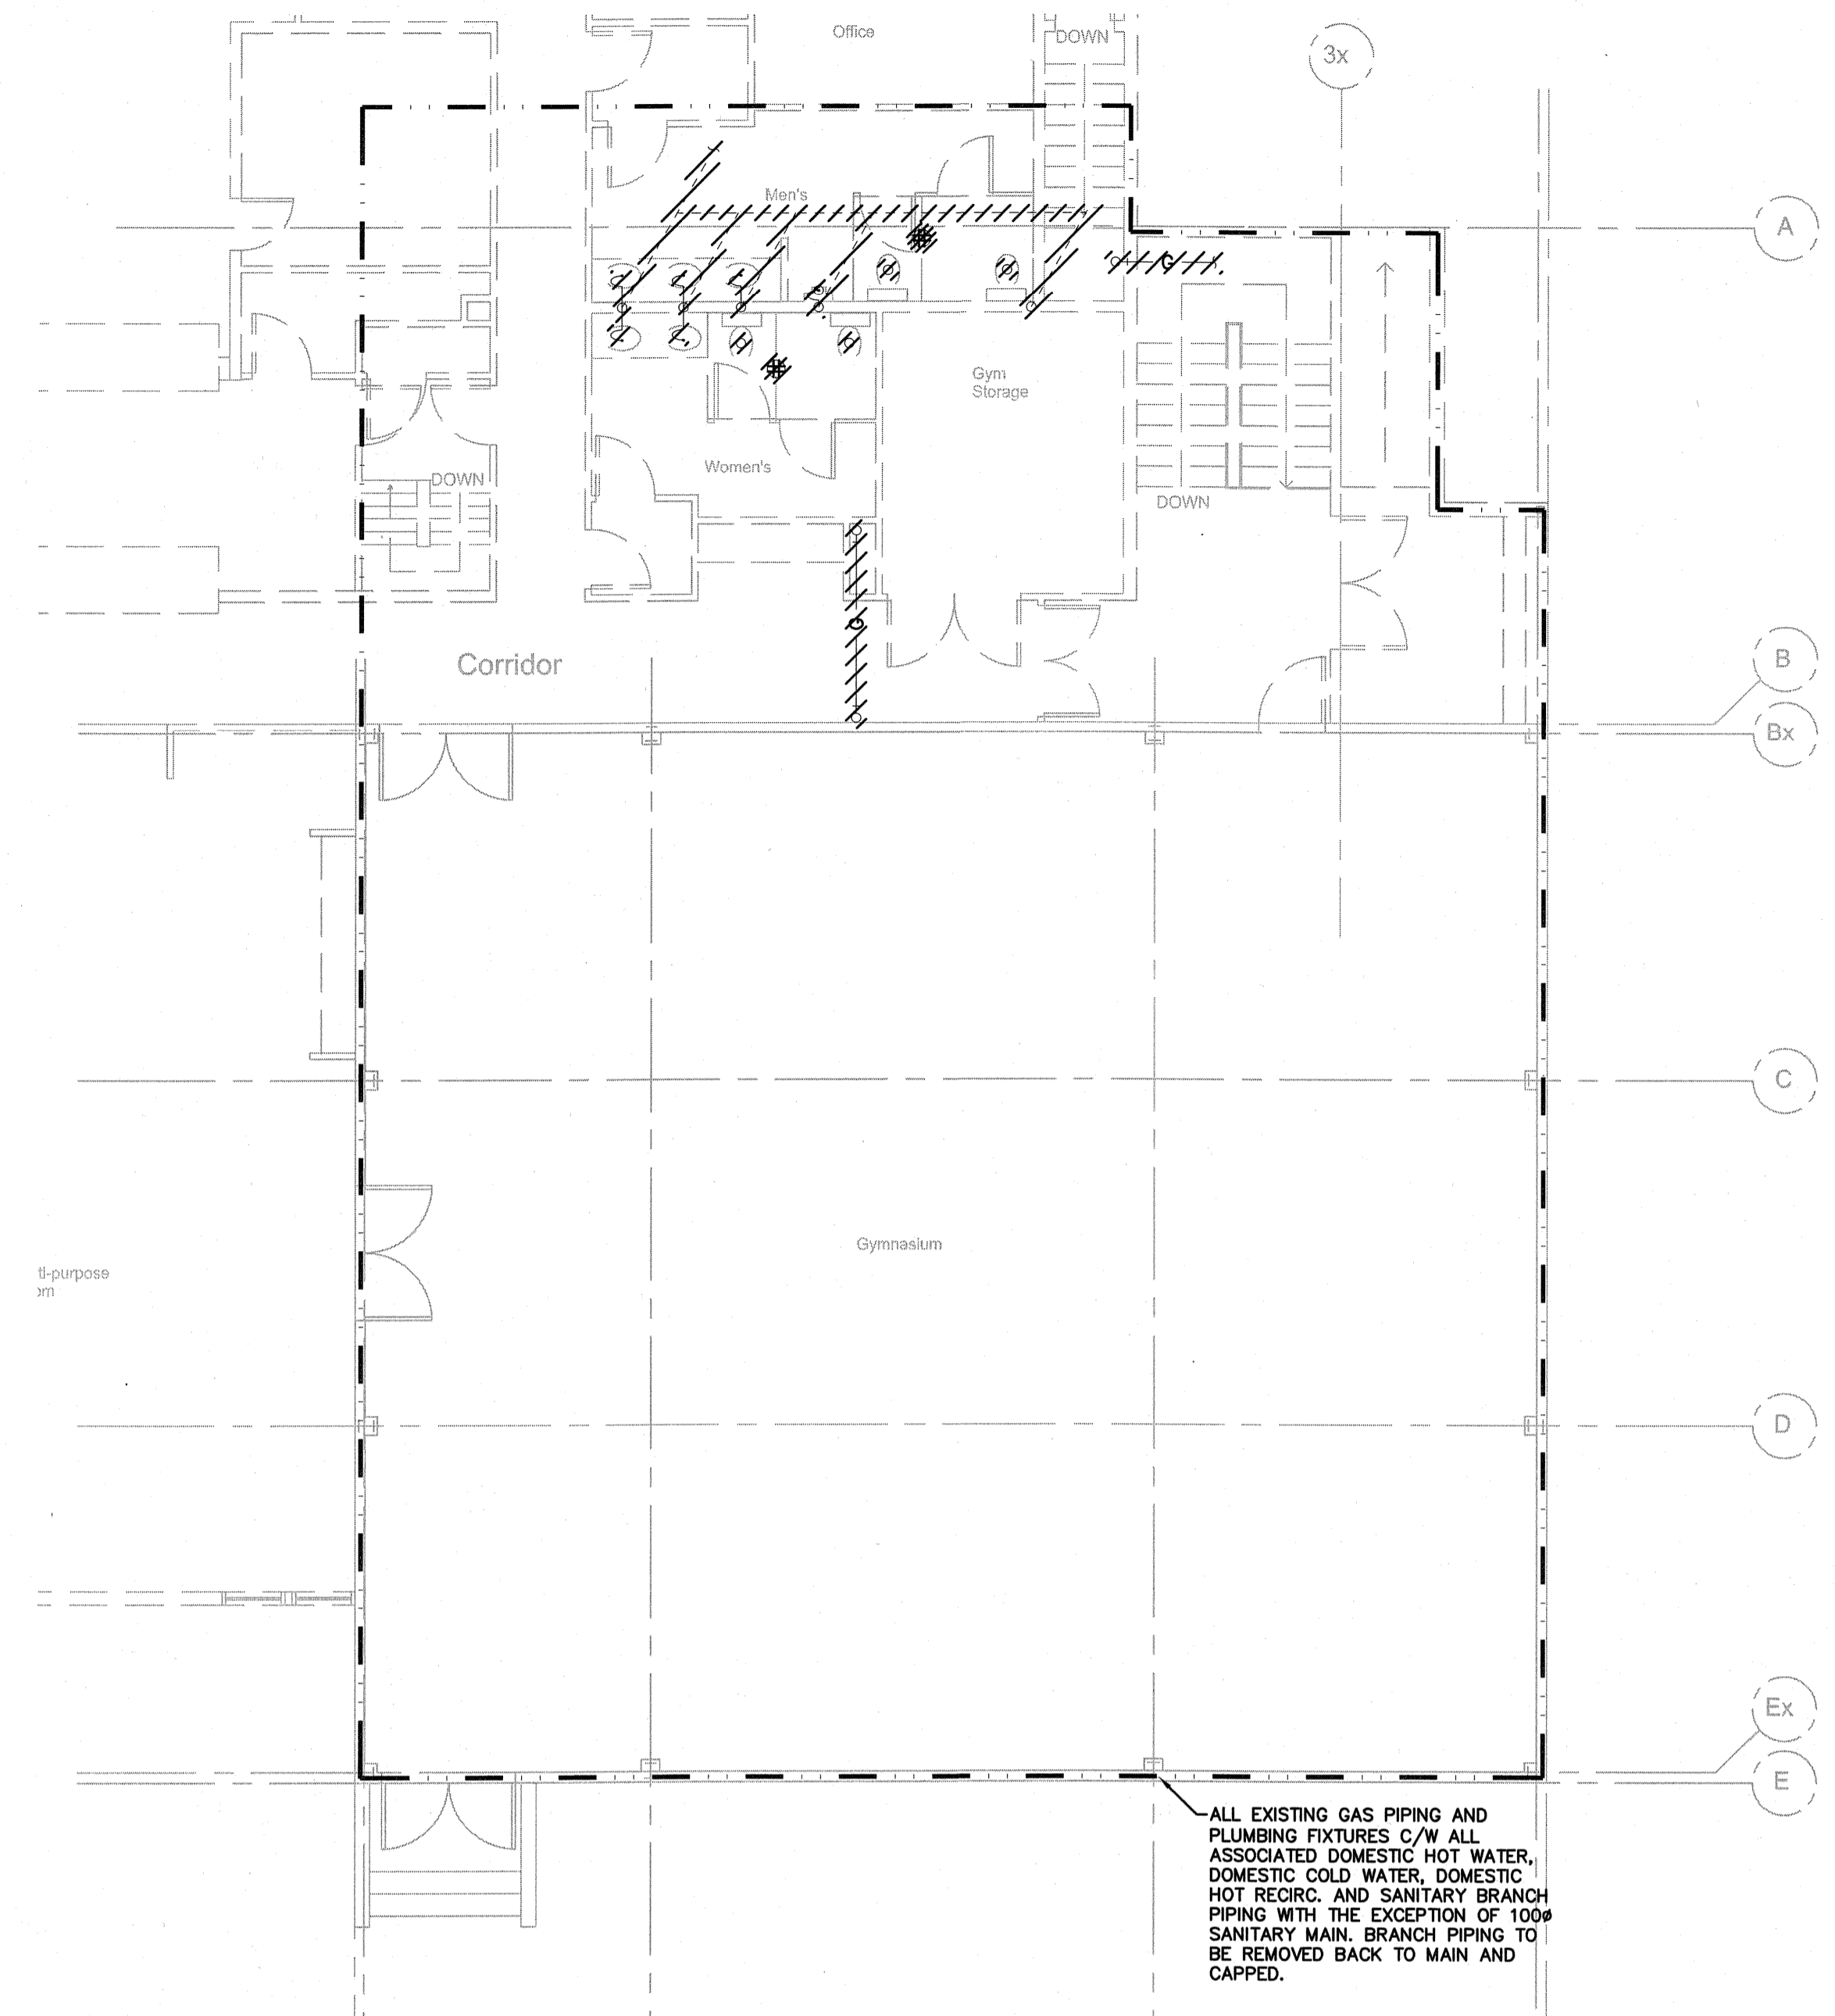 Office
DOWN
3x
Men's
A
G
Gym
Storage
Women's
DOWN
DOWN
G
Corridor
B
Bx
C
Gymnasium
ti-purpose
D
Ex
E
ALL EXISTING GAS PIPING AND
PLUMBING FIXTURES C/W ALL
ASSOCIATED DOMESTIC HOT WATER,
DOMESTIC COLD WATER, DOMESTIC
HOT RECIRC. AND SANITARY BRANCH
PIPING WITH THE EXCEPTION OF 100ø
SANITARY MAIN. BRANCH PIPING TO
BE REMOVED BACK TO MAIN AND
CAPPED.